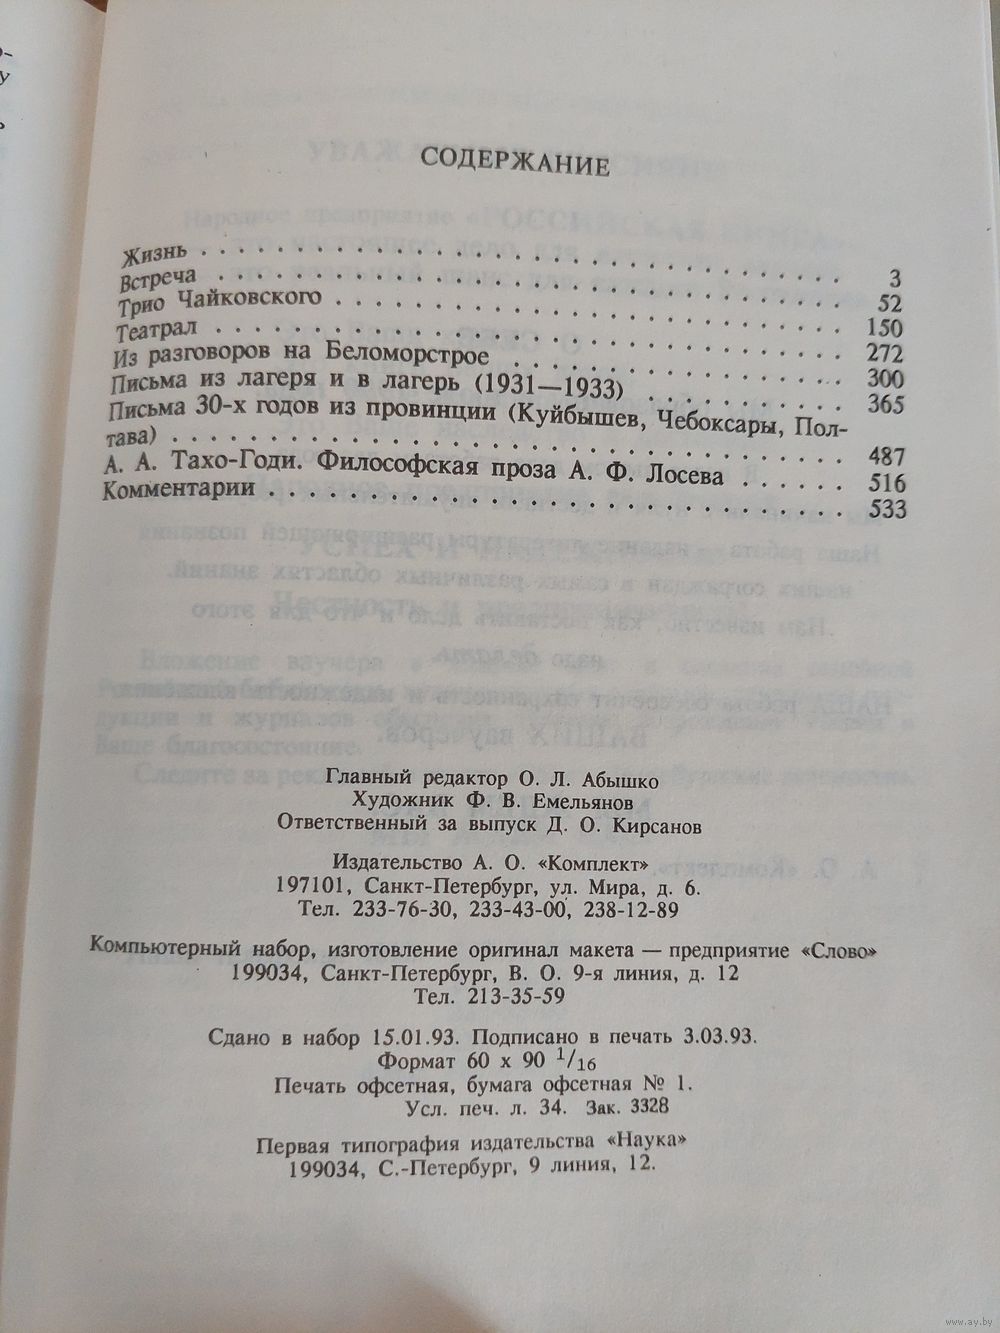 СОДЕРЖАНИЕ
Жизнь . . . . . . . . . . . . . . . . . . . . . . . . . . . . . . 3
Встреча . . . . . . . . . . . . . . . . . . . . . . . . . . . . . 52
Трио Чайковского . . . . . . . . . . . . . . . . . . . . . . . . 150
Театрал . . . . . . . . . . . . . . . . . . . . . . . . . . . . . 272
Из разговоров на Беломорстрое . . . . . . . . . . . . . . . . 300
Письма из лагеря и в лагерь (1931—1933) . . . . . . . . . . 365
Письма 30-х годов из провинции (Куйбышев, Чебоксары, Пол-
тава) . . . . . . . . . . . . . . . . . . . . . . . . . . . . . . 487
А. А. Тахо-Годи. Философская проза А. Ф. Лосева . . . . . . 516
Комментарии . . . . . . . . . . . . . . . . . . . . . . . . . . 533
Главный редактор О. Л. Абышко
Художник Ф. В. Емельянов
Ответственный за выпуск Д. О. Кирсанов
Издательство А. О. «Комплект»
197101, Санкт-Петербург, ул. Мира, д. 6.
Тел. 233-76-30, 233-43-00, 238-12-89
Компьютерный набор, изготовление оригинал макета — предприятие «Слово»
199034, Санкт-Петербург, В. О. 9-я линия, д. 12
Тел. 213-35-59
Сдано в набор 15.01.93. Подписано в печать 3.03.93.
Формат 60 х 90 1/16
Печать офсетная, бумага офсетная № 1.
Усл. печ. л. 34. Зак. 3328
Первая типография издательства «Наука»
199034, С.-Петербург, 9 линия, 12.
www.ay.by